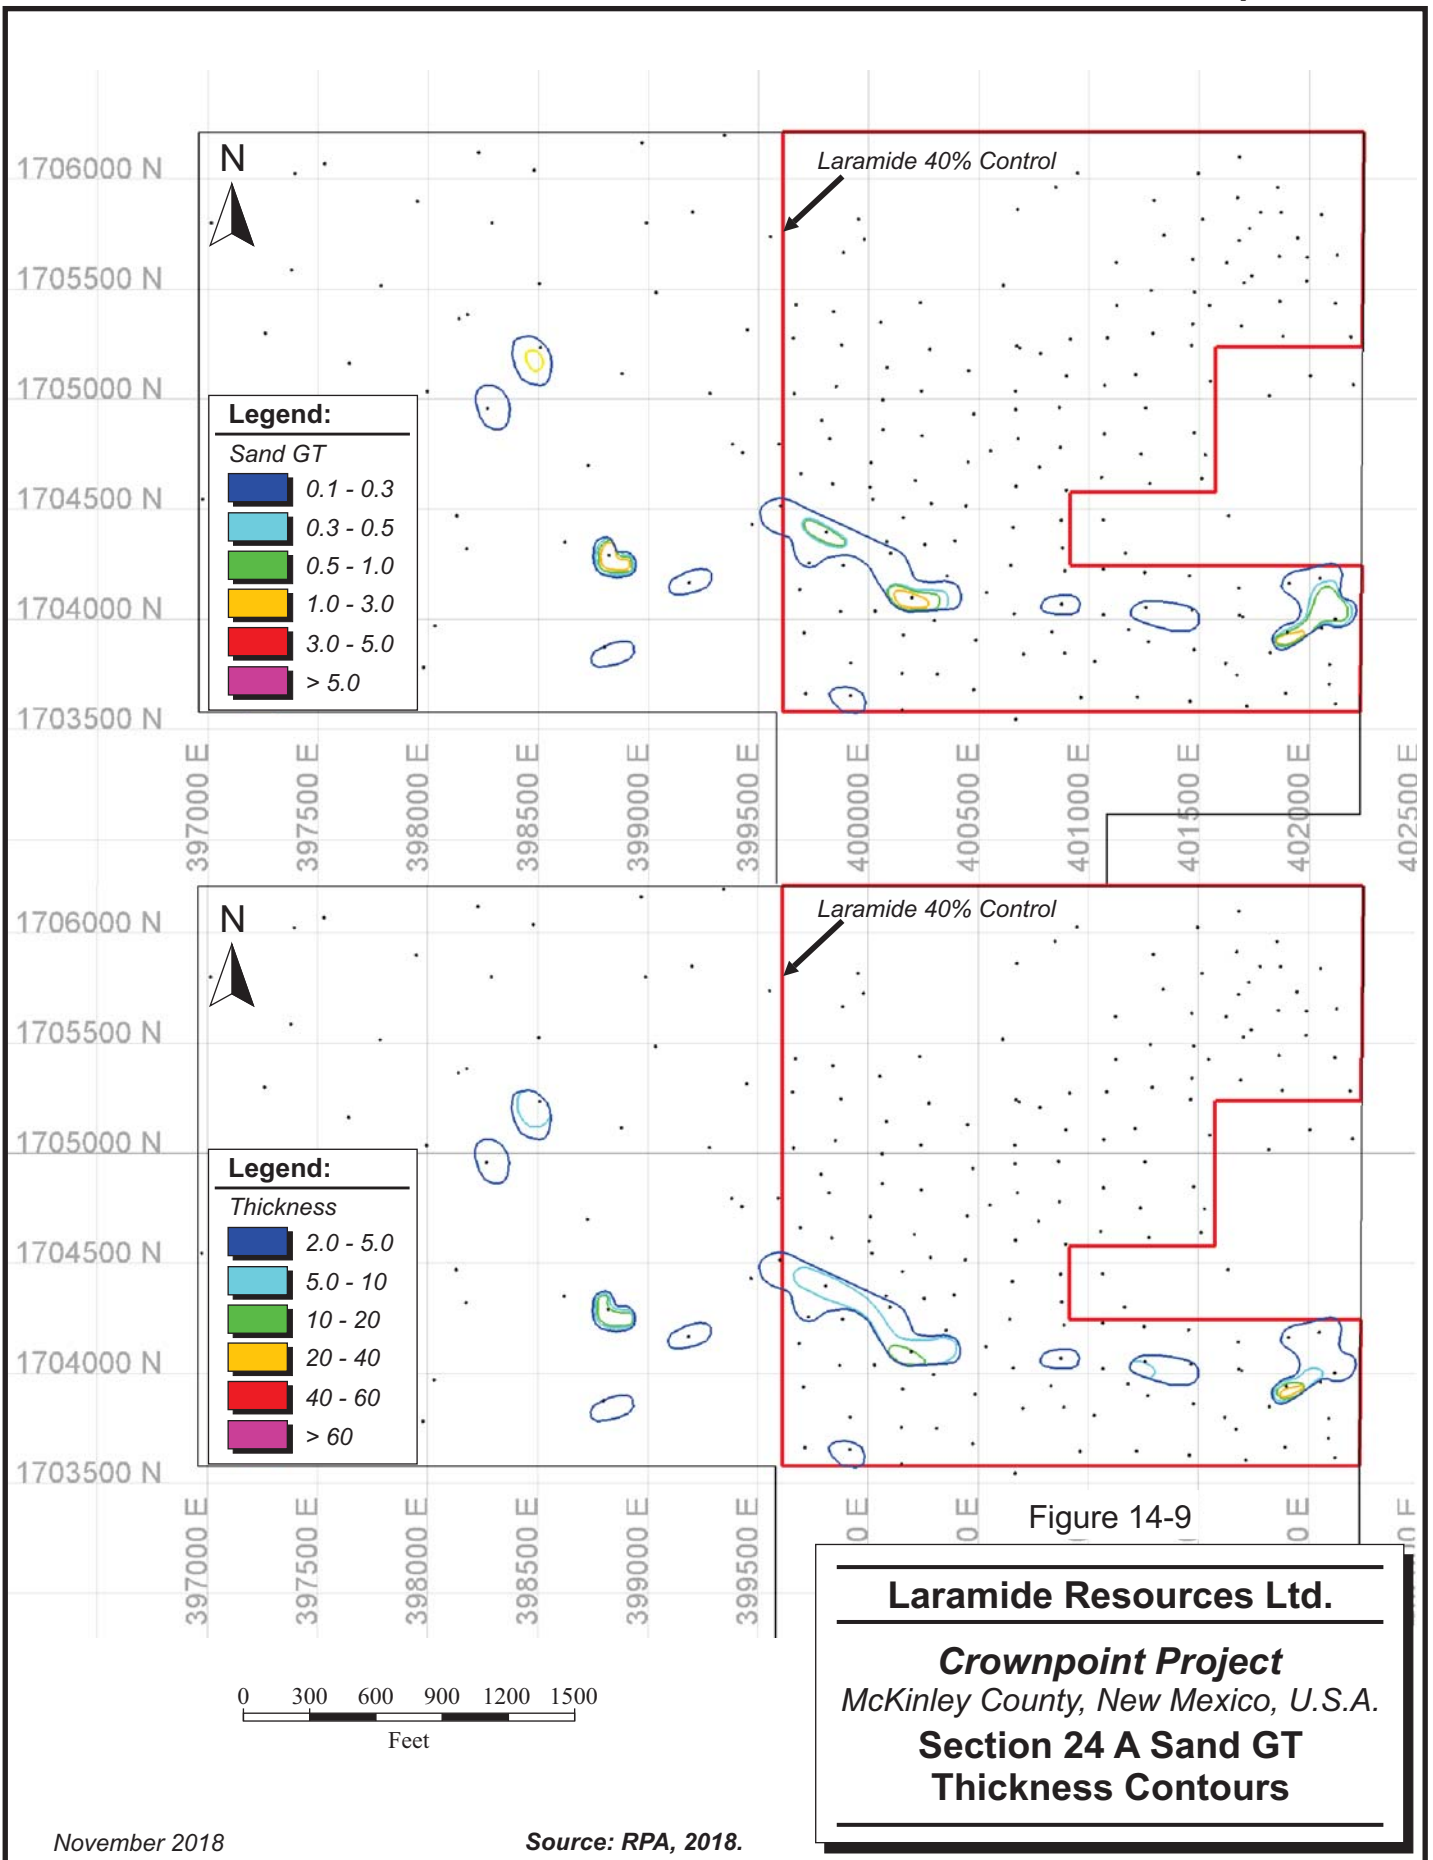 N
Laramide 40% Control
1706000 N
1705500 N
1705000 N
1704500 N
1704000 N
1703500 N
Legend:
Sand GT
0.1 - 0.3
0.3 - 0.5
0.5 - 1.0
1.0 - 3.0
3.0 - 5.0
> 5.0
397000 E
397500 E
398000 E
398500 E
399000 E
399500 E
400000 E
400500 E
401000 E
401500 E
402000 E
402500 E
N
Laramide 40% Control
1706000 N
1705500 N
1705000 N
1704500 N
1704000 N
1703500 N
Legend:
Thickness
2.0 - 5.0
5.0 - 10
10 - 20
20 - 40
40 - 60
> 60
397000 E
397500 E
398000 E
398500 E
399000 E
399500 E
0 E
0 E
0 E
Figure 14-9
Laramide Resources Ltd.
Crownpoint Project
McKinley County, New Mexico, U.S.A.
Section 24 A Sand GT
Thickness Contours
0 300 600 900 1200 1500
Feet
November 2018
Source: RPA, 2018.